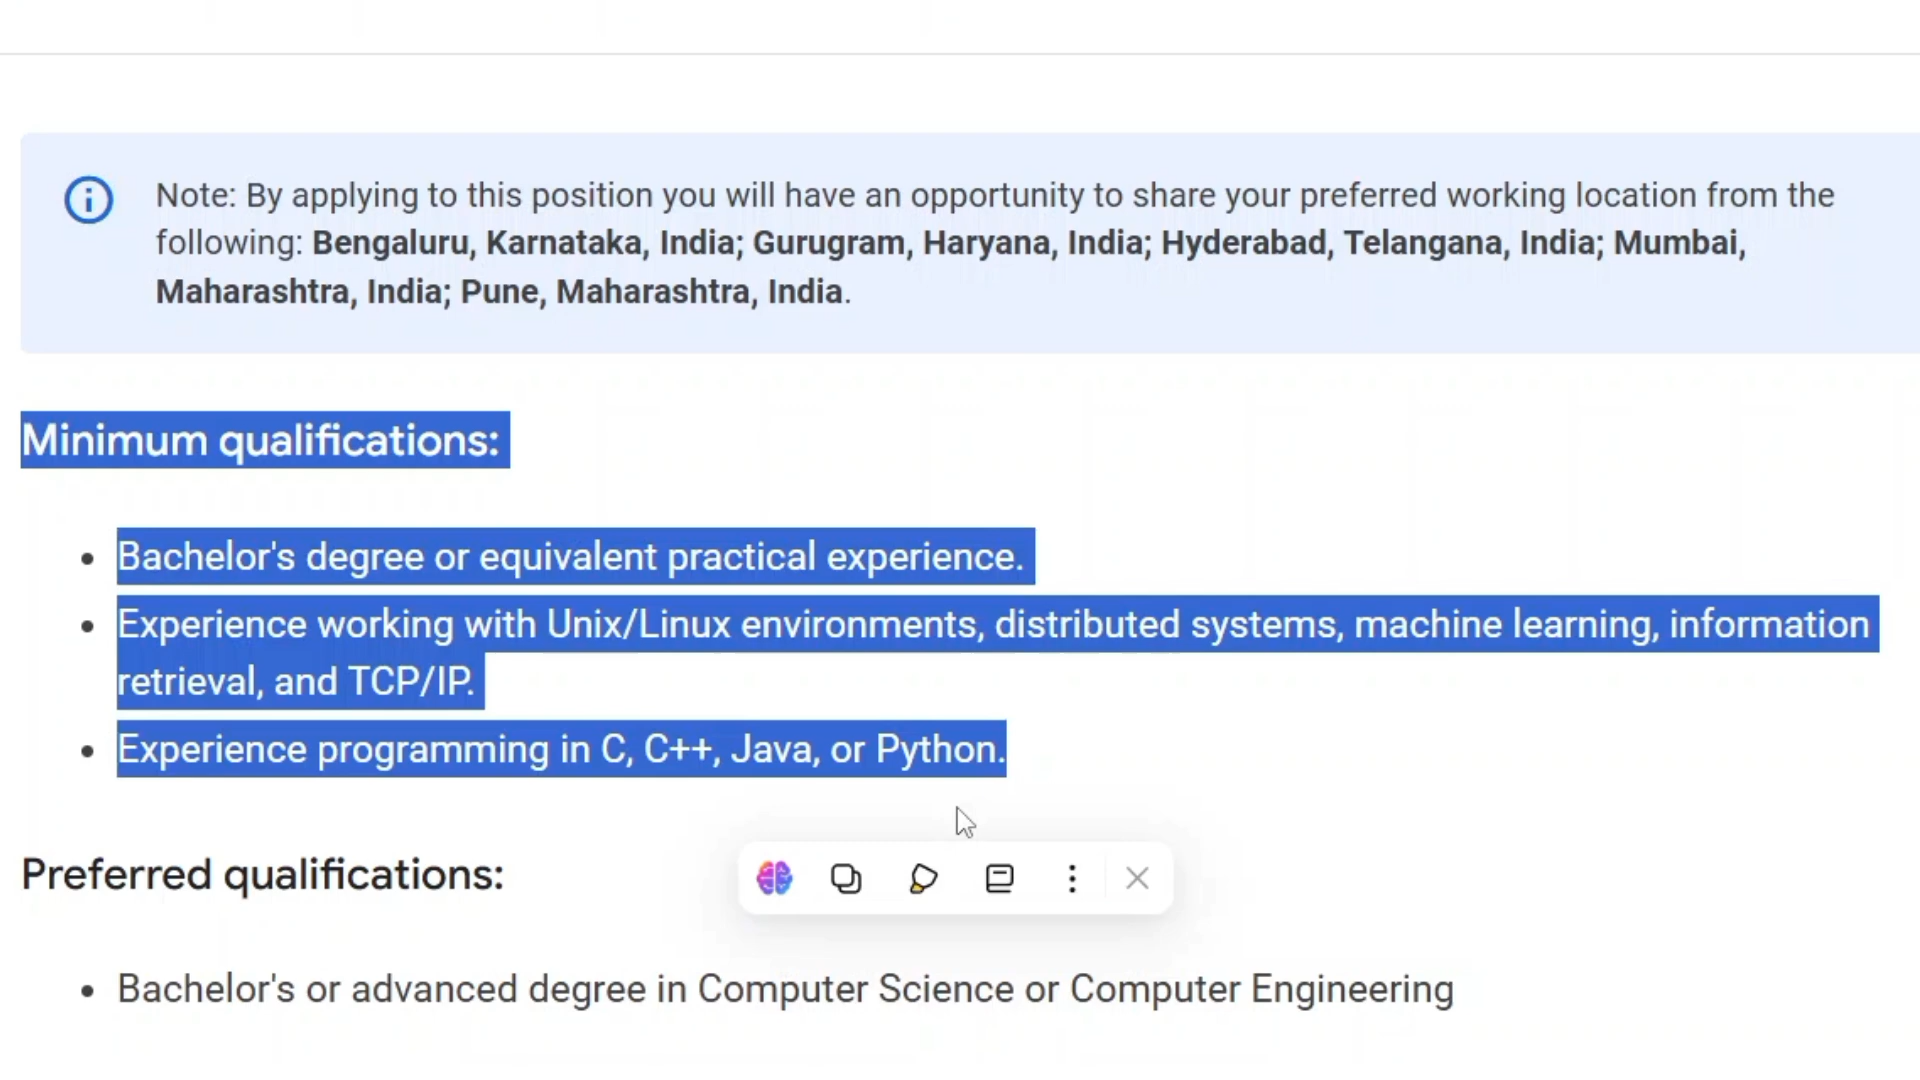 Note: By applying to this position you will have an opportunity to share your preferred working location from the
following: Bengaluru, Karnataka, India; Gurugram, Haryana, India; Hyderabad, Telangana, India; Mumbai,
Maharashtra, India; Pune, Maharashtra, India.
Minimum qualifications:
Bachelor's degree or equivalent practical experience.
Experience working with Unix/Linux environments, distributed systems, machine learning, information
retrieval, and TCP/IP.
Experience programming in C, C++, Java, or Python.
Preferred qualifications:
Bachelor's or advanced degree in Computer Science or Computer Engineering